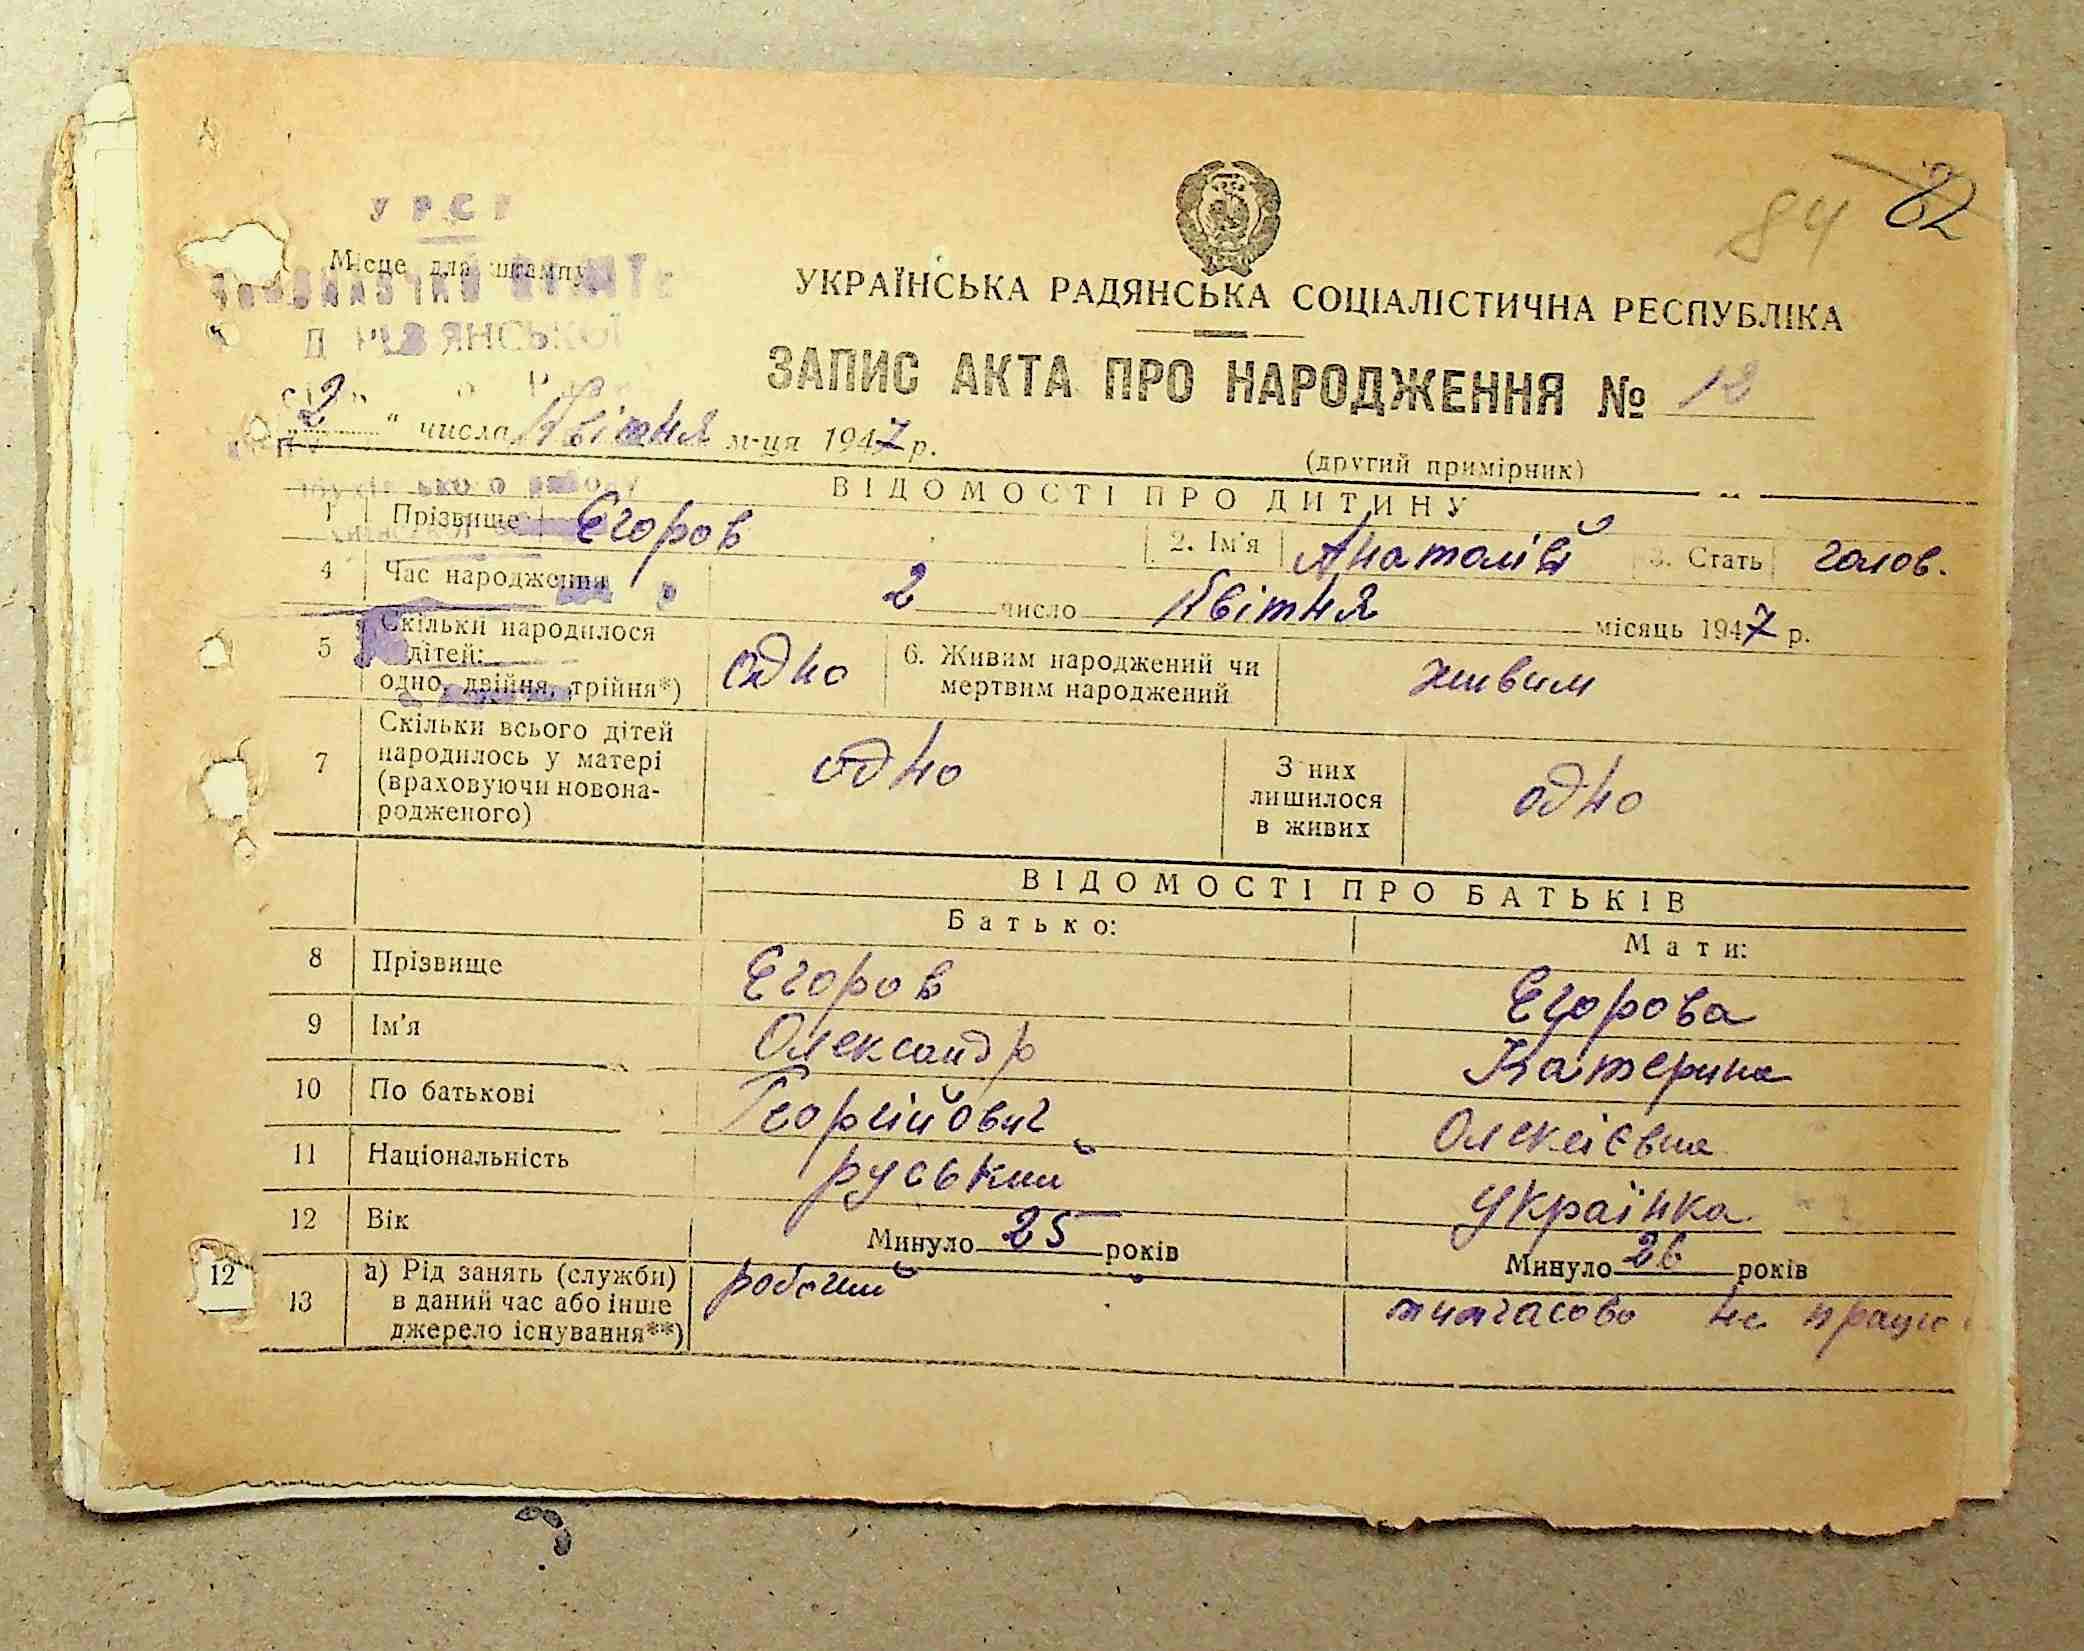 УРСР
84 82
Місце для штампу
УКРАЇНСЬКА РАДЯНСЬКА СОЦІАЛІСТИЧНА РЕСПУБЛІКА
ЗАПИС АКТА ПРО НАРОДЖЕННЯ № 12
„2“ числа Квітня м-ця 1947 р.
(другий примірник)
ВІДОМОСТІ ПРО ДИТИНУ
1 Прізвище Єгоров 2. Ім'я Анатолій 3. Стать голов.
4 Час народження 2 число Квітня місяць 1947 р.
5 Скільки народилося дітей: одно, двійня, трійня*) одно 6. Живим народжений чи мертвим народжений живим
7 Скільки всього дітей народилось у матері (враховуючи новонародженого) одно З них лишилося в живих одно
ВІДОМОСТІ ПРО БАТЬКІВ
Батько: Мати:
8 Прізвище Єгоров Єгорова
9 Ім'я Олександр Катерина
10 По батькові Георгійович Олексієвна
11 Національність руський українка
12 Вік Минуло 25 років Минуло 26 років
13 а) Рід занять (служби) в даний час або інше джерело існування**) робочий тимчасово не працює
12